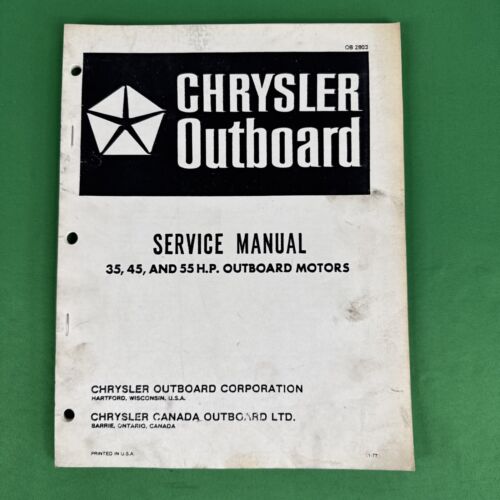 OB 2903
CHRYSLER
Outboard
SERVICE MANUAL
35, 45, AND 55 H.P. OUTBOARD MOTORS
CHRYSLER OUTBOARD CORPORATION
HARTFORD, WISCONSIN, U.S.A.
CHRYSLER CANADA OUTBOARD LTD.
BARRIE, ONTARIO, CANADA
PRINTED IN U.S.A.